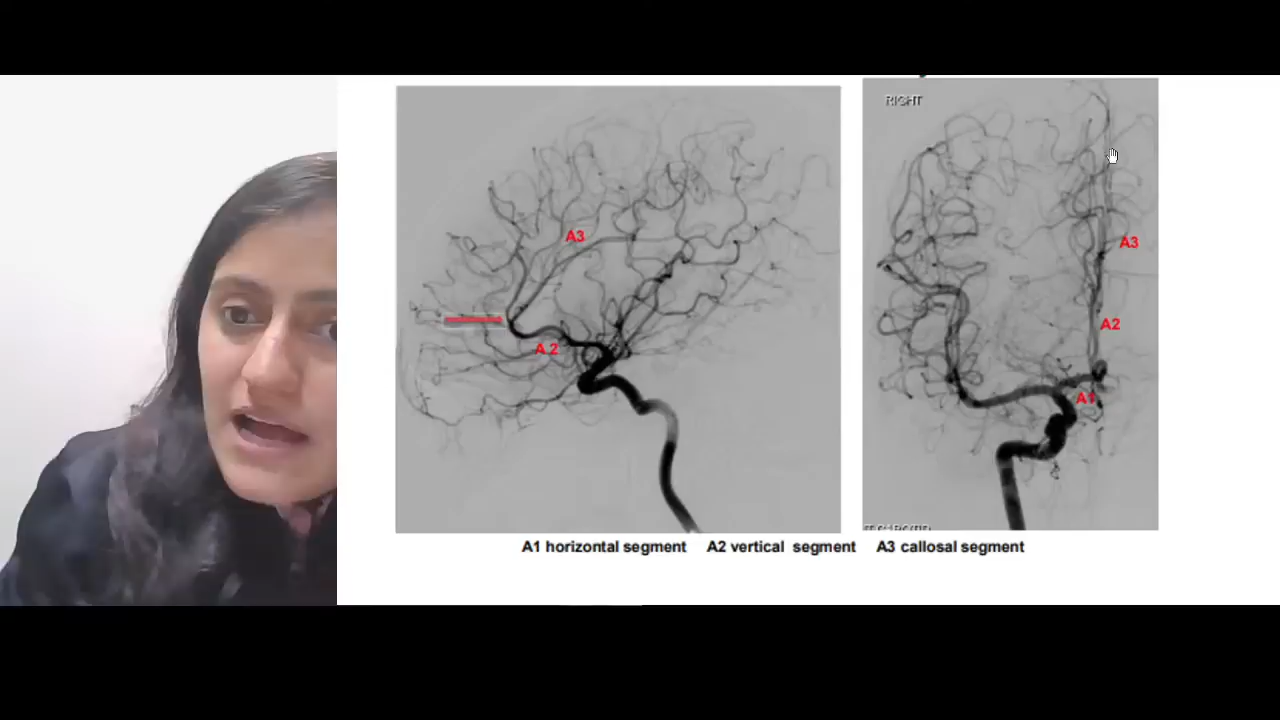 RIGHT
A3
A3
A2
A 2
A1
A1 horizontal segment A2 vertical segment A3 callosal segment